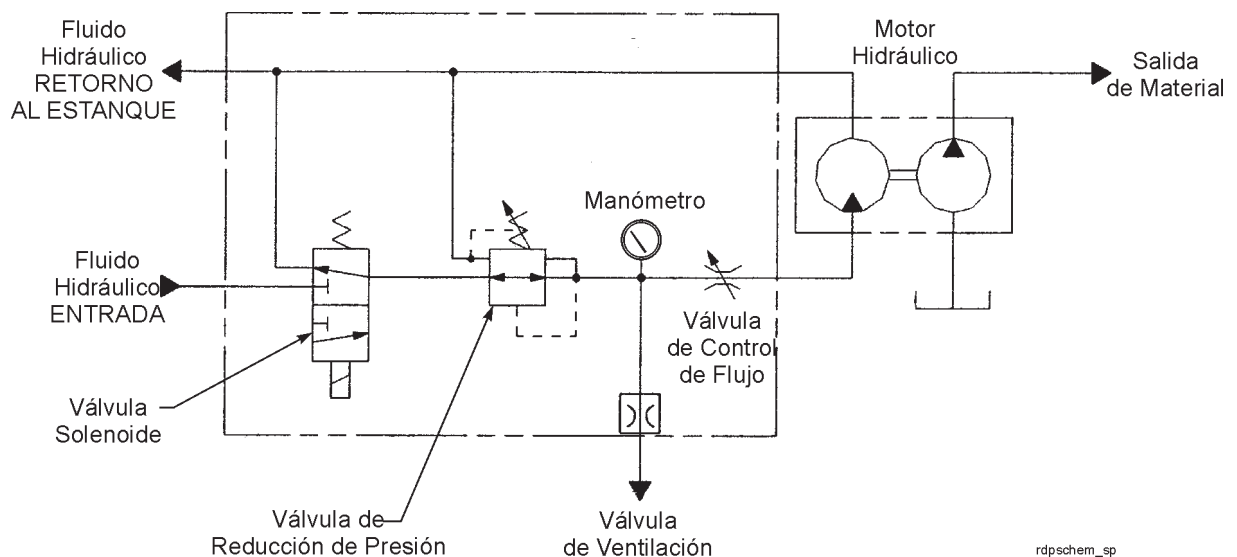 Fluido
Hidráulico
RETORNO
AL ESTANQUE
Motor
Hidráulico
Salida
de Material
Manómetro
Fluido
Hidráulico
ENTRADA
Válvula
de Control
de Flujo
Válvula
Solenoide
Válvula de
Reducción de Presión
Válvula
de Ventilación
rdpschem_sp